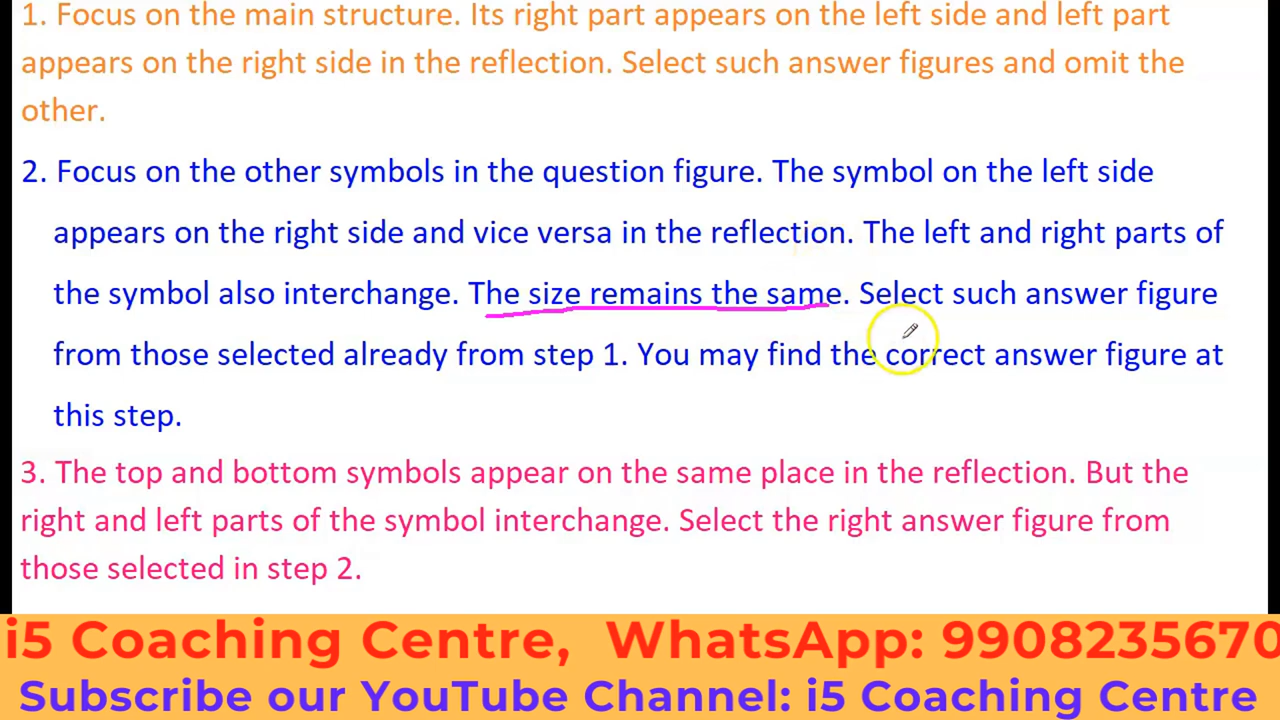 1. Focus on the main structure. Its right part appears on the left side and left part
appears on the right side in the reflection. Select such answer figures and omit the
other.
2. Focus on the other symbols in the question figure. The symbol on the left side
appears on the right side and vice versa in the reflection. The left and right parts of
the symbol also interchange. The size remains the same. Select such answer figure
from those selected already from step 1. You may find the correct answer figure at
this step.
3. The top and bottom symbols appear on the same place in the reflection. But the
right and left parts of the symbol interchange. Select the right answer figure from
those selected in step 2.
i5 Coaching Centre, WhatsApp: 9908235670
Subscribe our YouTube Channel: i5 Coaching Centre